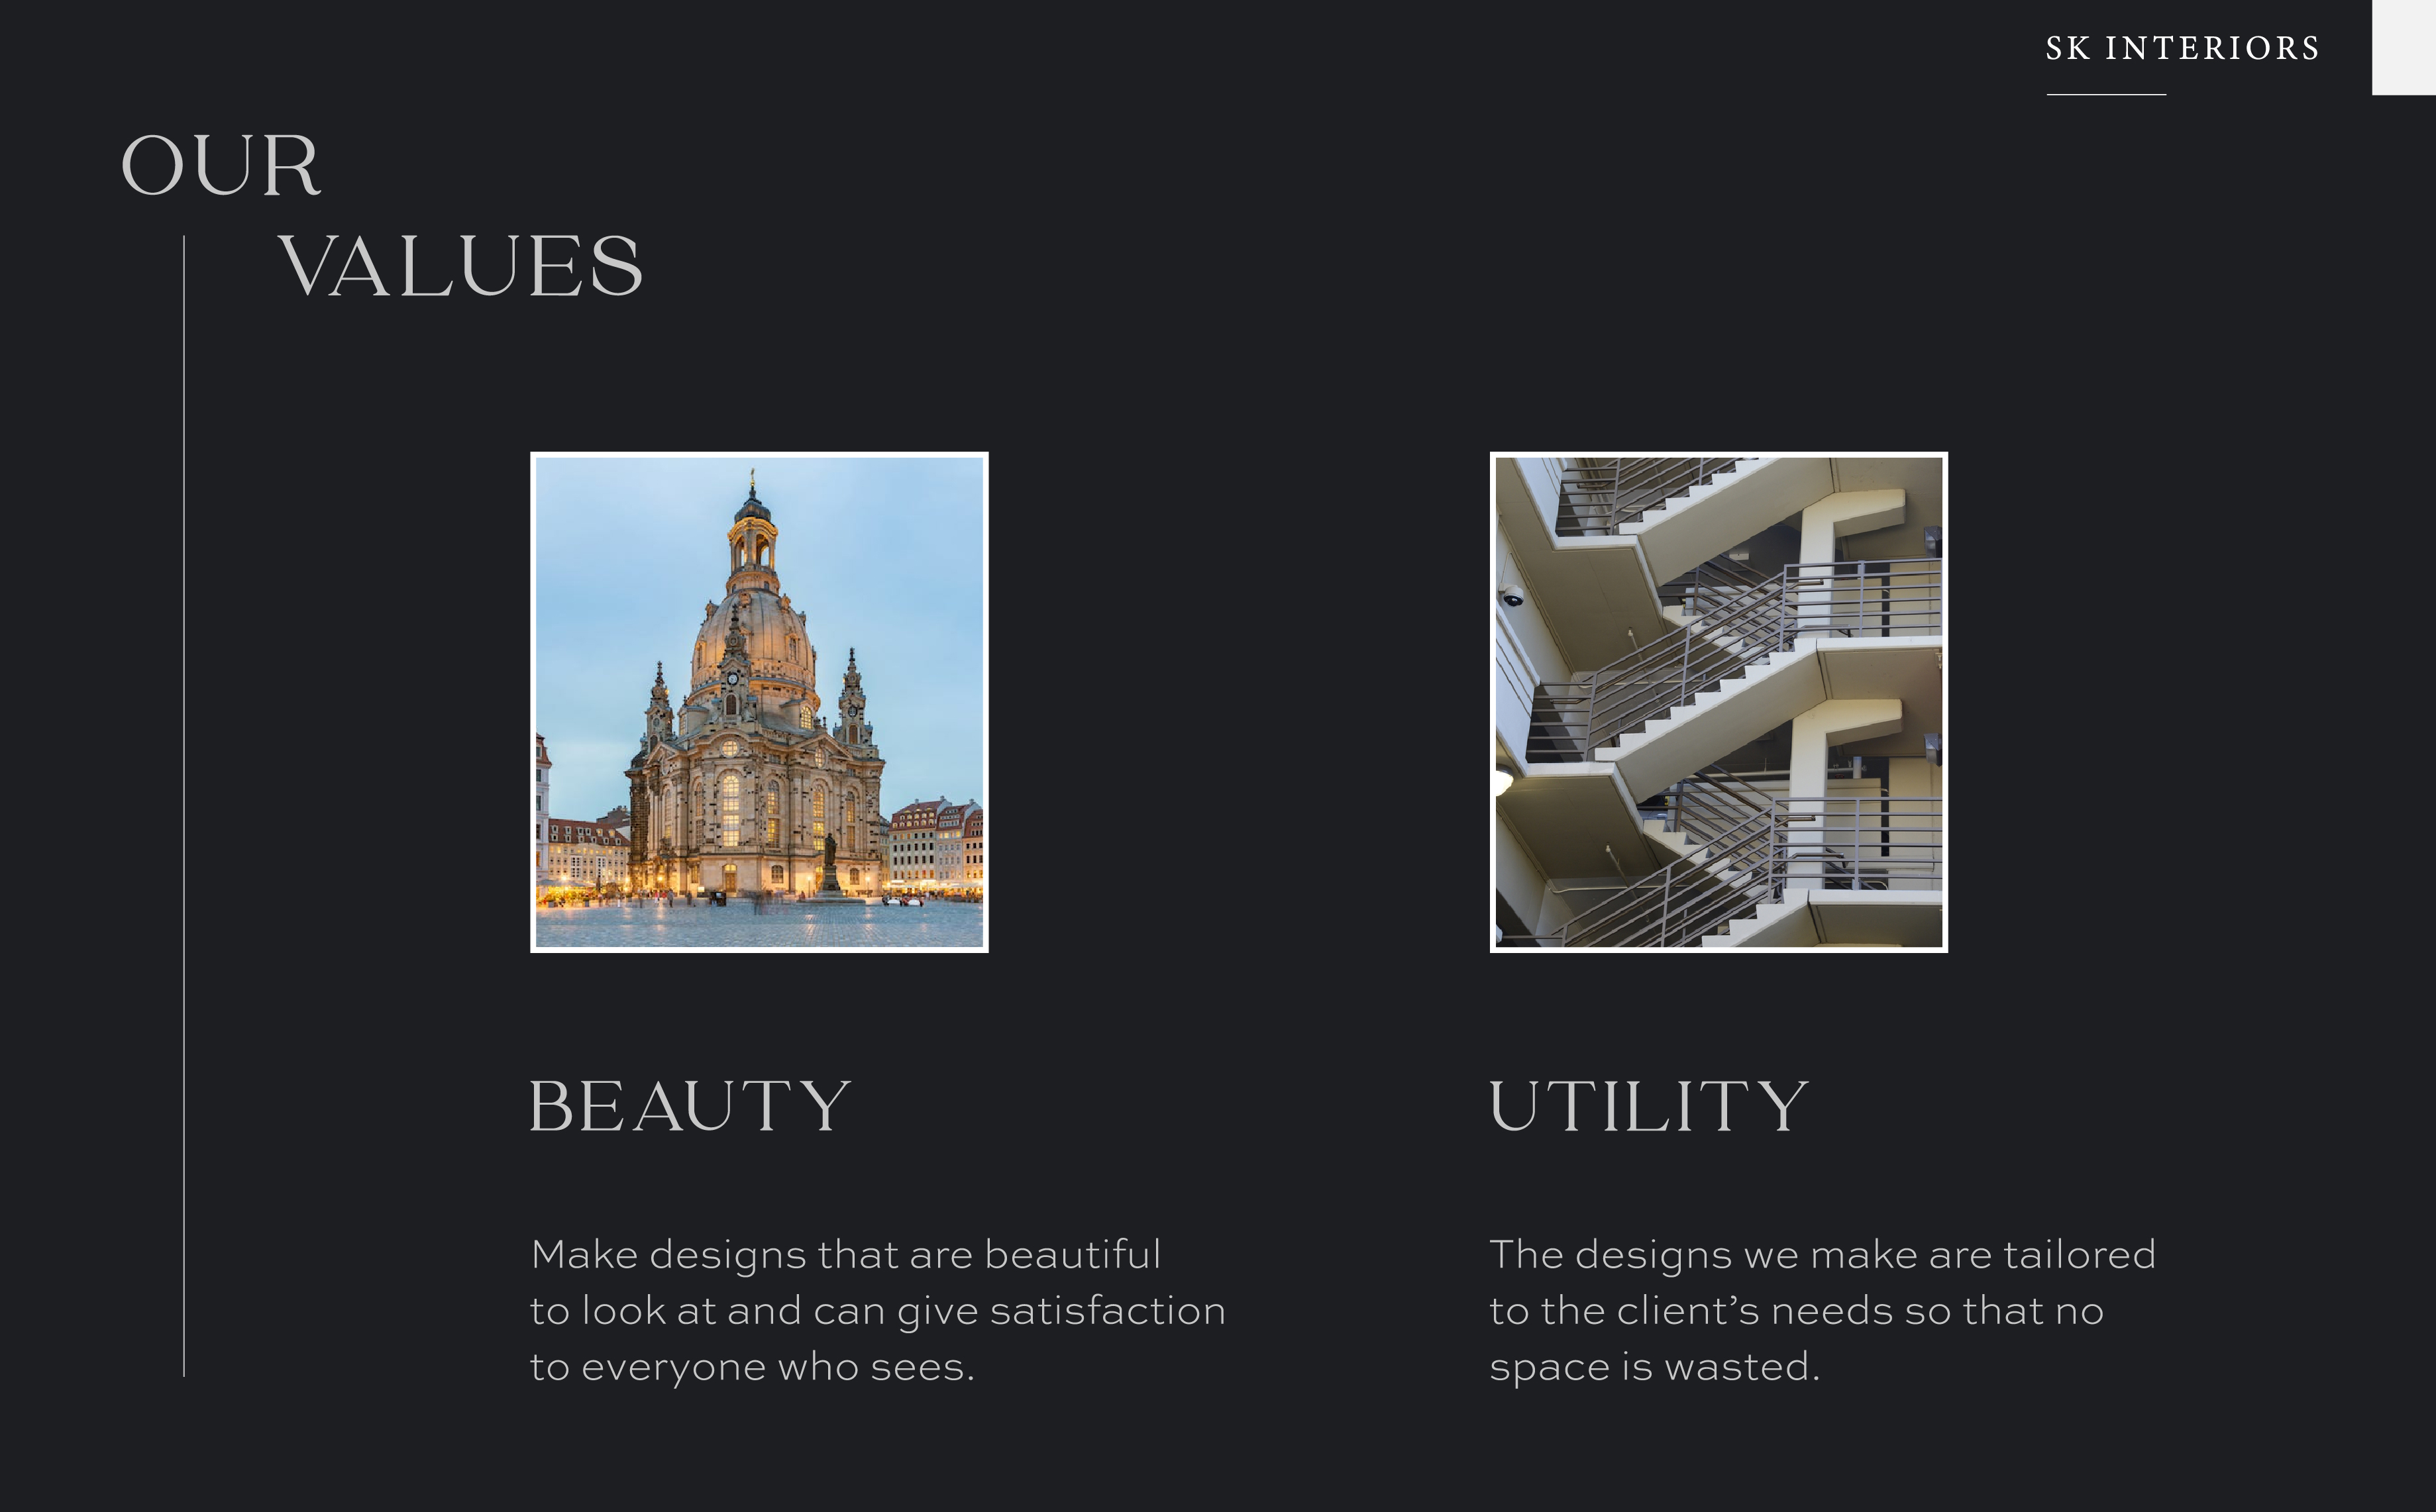 SK INTERIORS
OUR
VALUES
BEAUTY
Make designs that are beautiful
to look at and can give satisfaction
to everyone who sees.
UTILITY
The designs we make are tailored
to the client’s needs so that no
space is wasted.